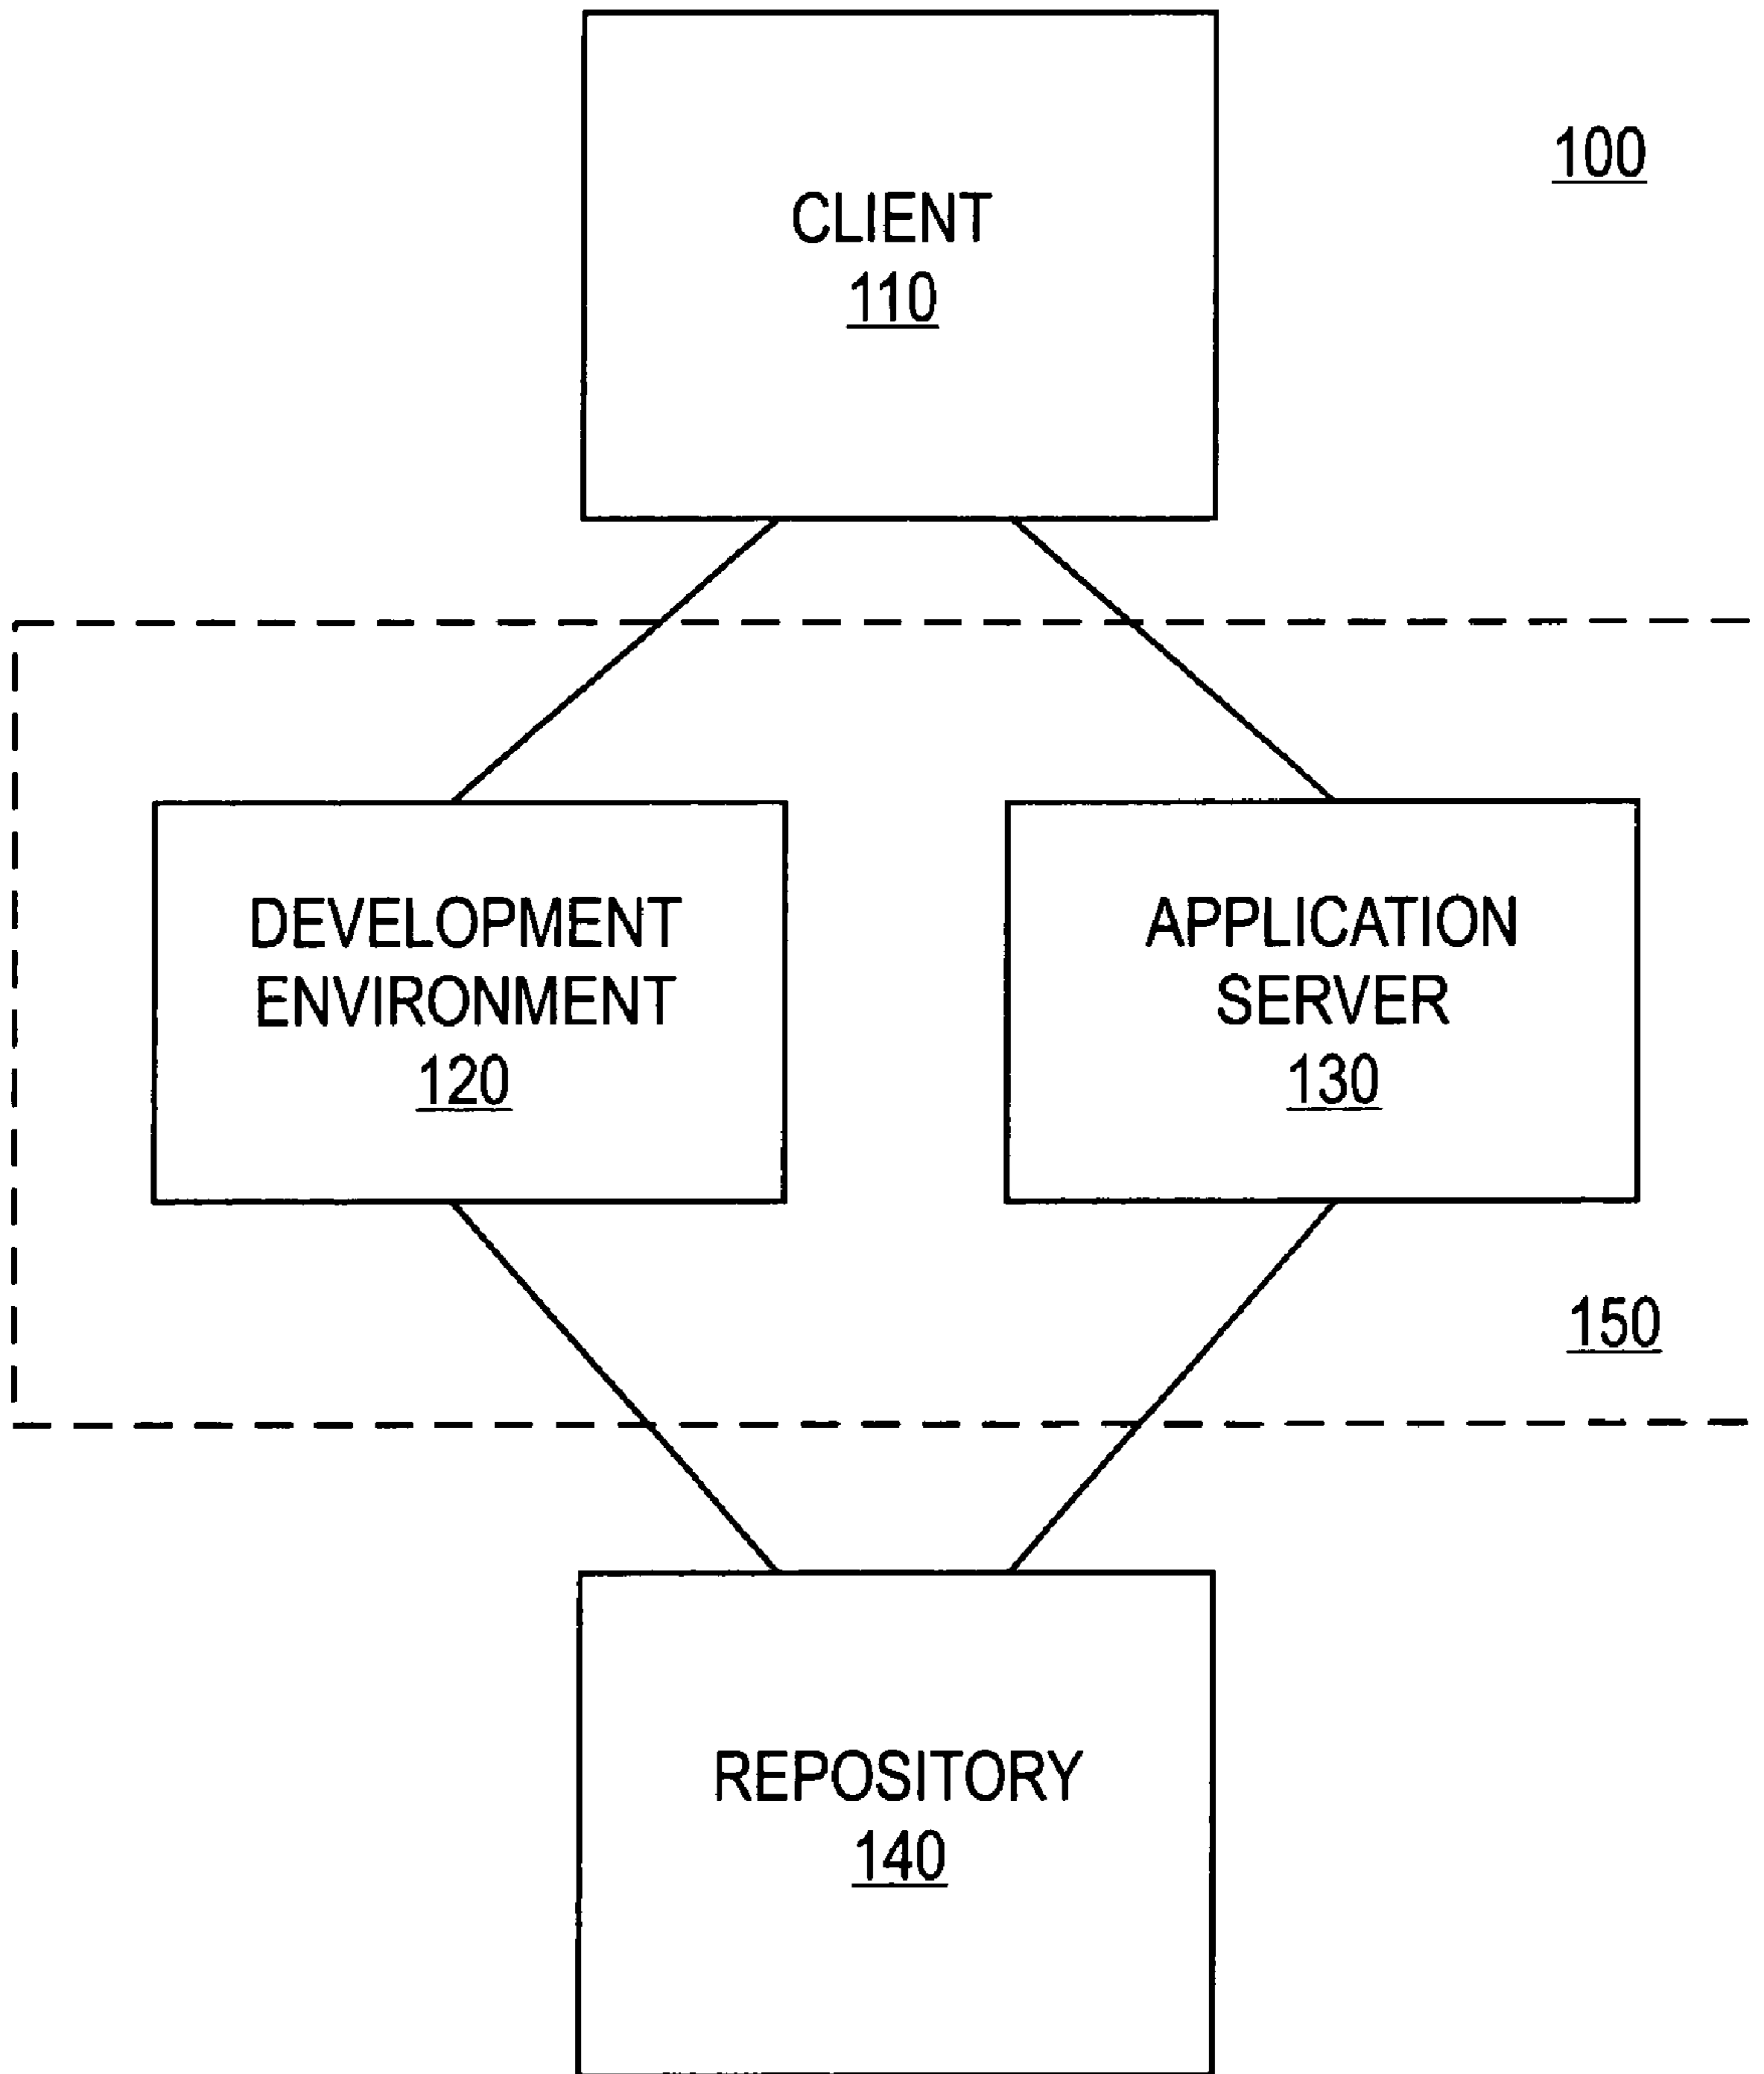 100
CLIENT
110
DEVELOPMENT
ENVIRONMENT
120
APPLICATION
SERVER
130
150
REPOSITORY
140